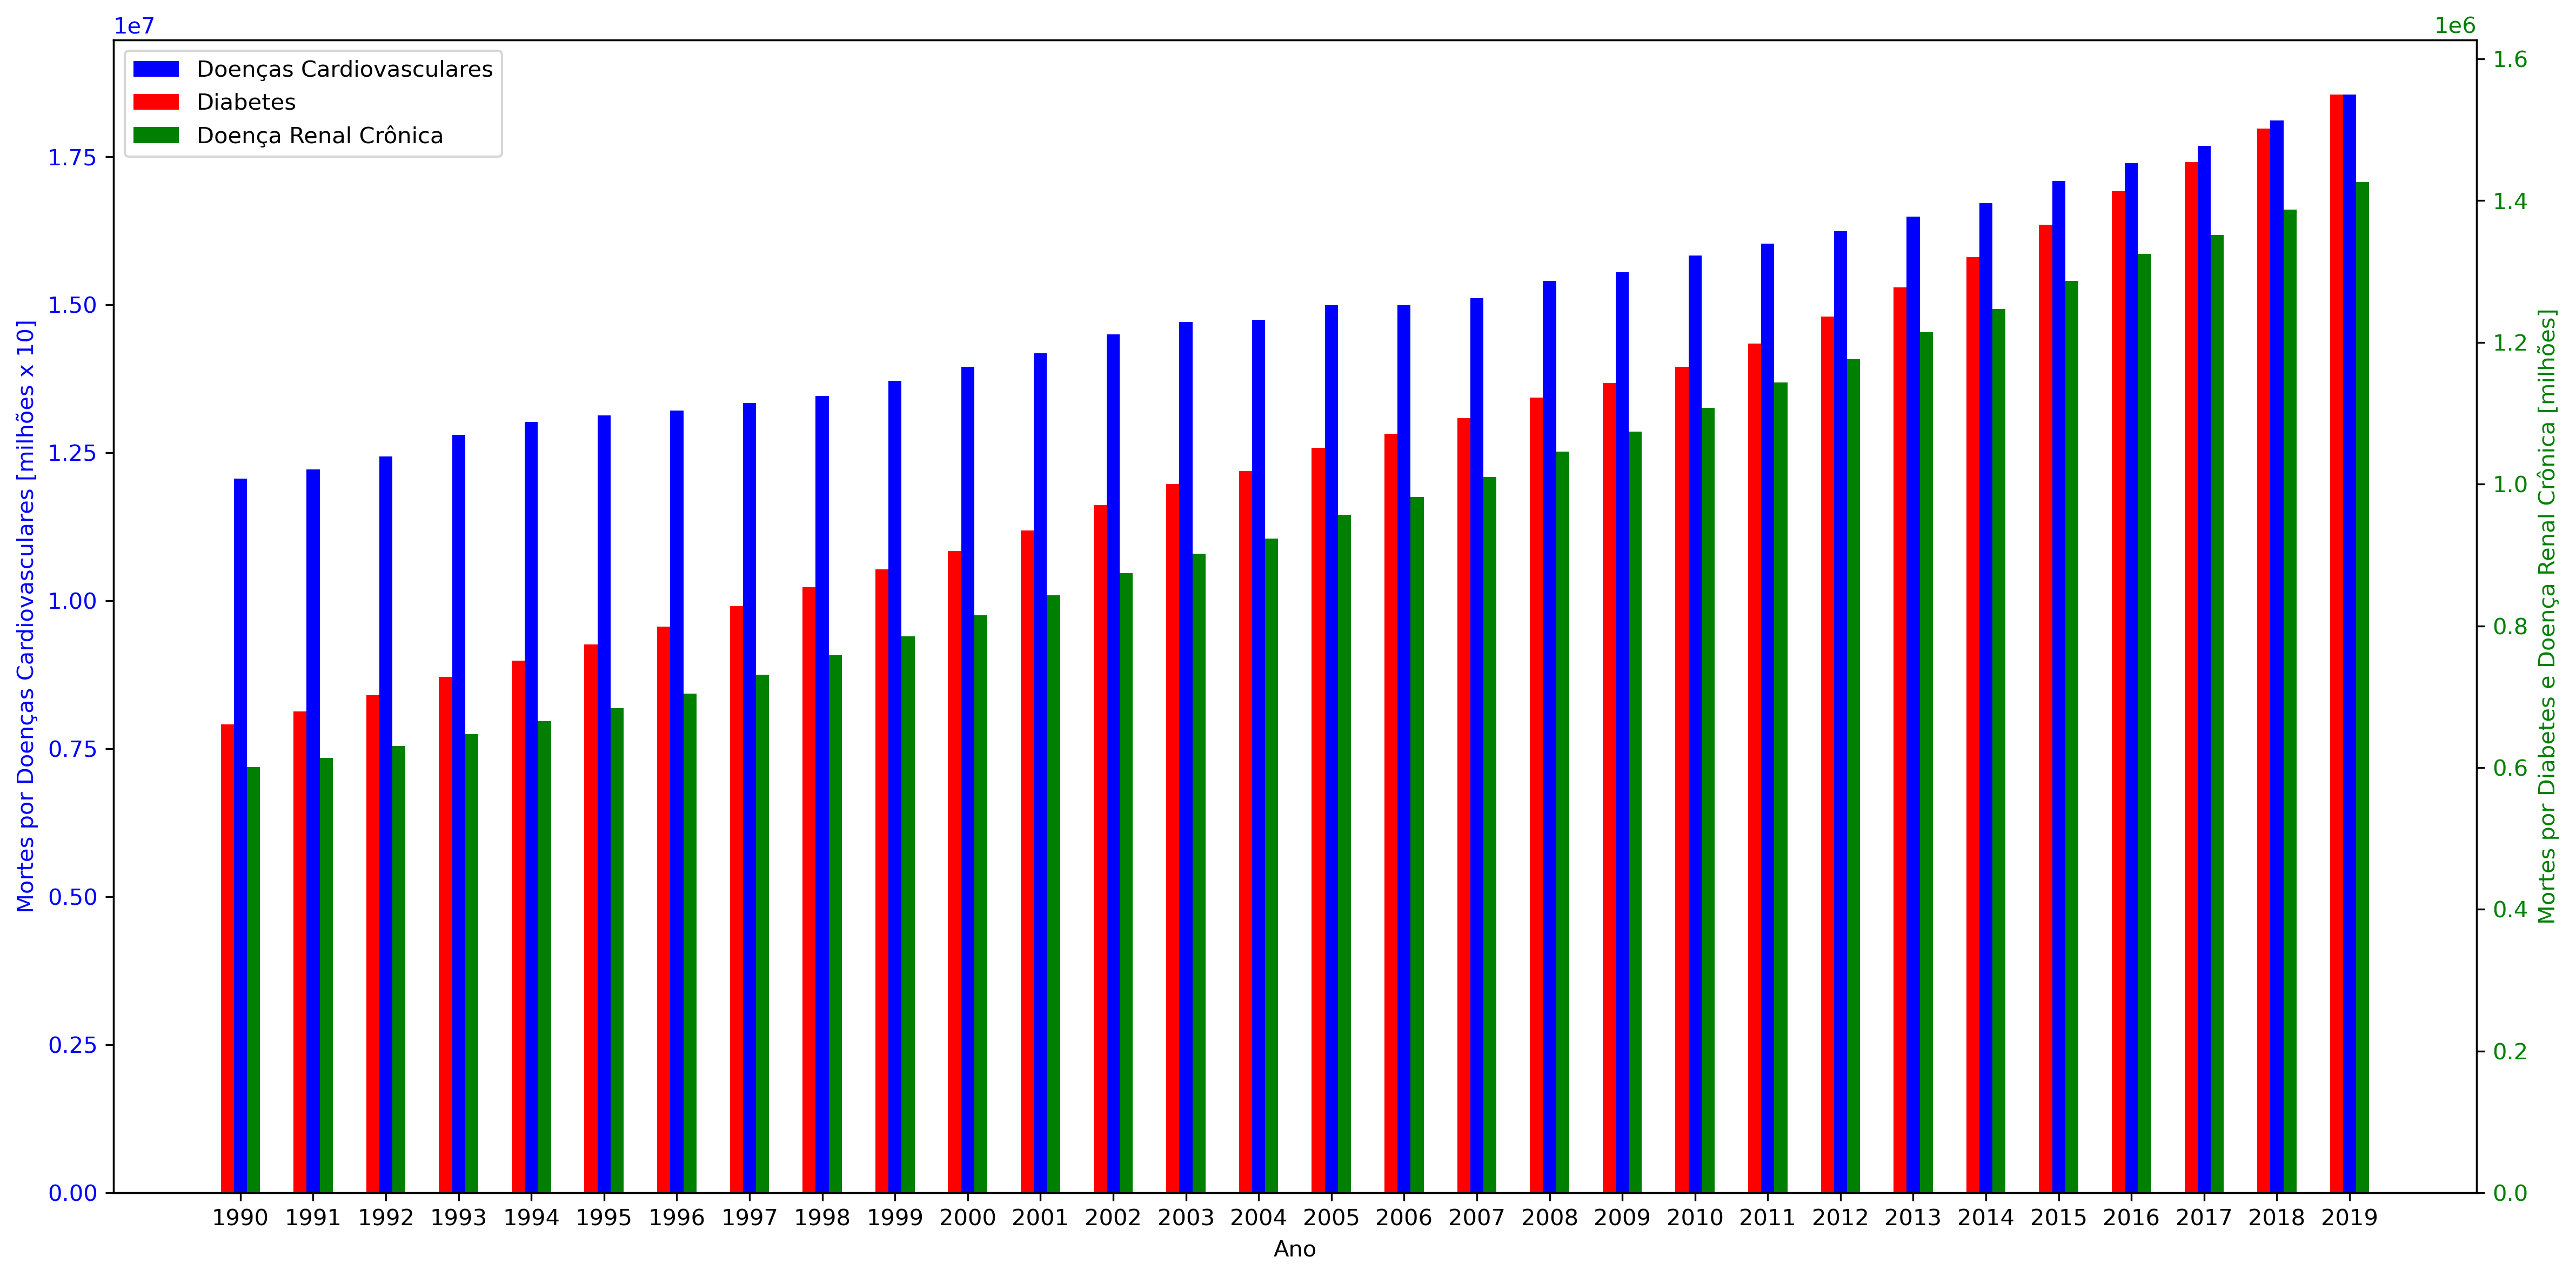 1e7
1e6
Doenças Cardiovasculares
Diabetes
Doença Renal Crônica
Mortes por Doenças Cardiovasculares [milhões x 10]
1.75
1.50
1.25
1.00
0.75
0.50
0.25
0.00
1.6
1.4
1.2
1.0
0.8
0.6
0.4
0.2
0.0
Mortes por Diabetes e Doença Renal Crônica [milhões]
1990 1991 1992 1993 1994 1995 1996 1997 1998 1999 2000 2001 2002 2003 2004 2005 2006 2007 2008 2009 2010 2011 2012 2013 2014 2015 2016 2017 2018 2019
Ano